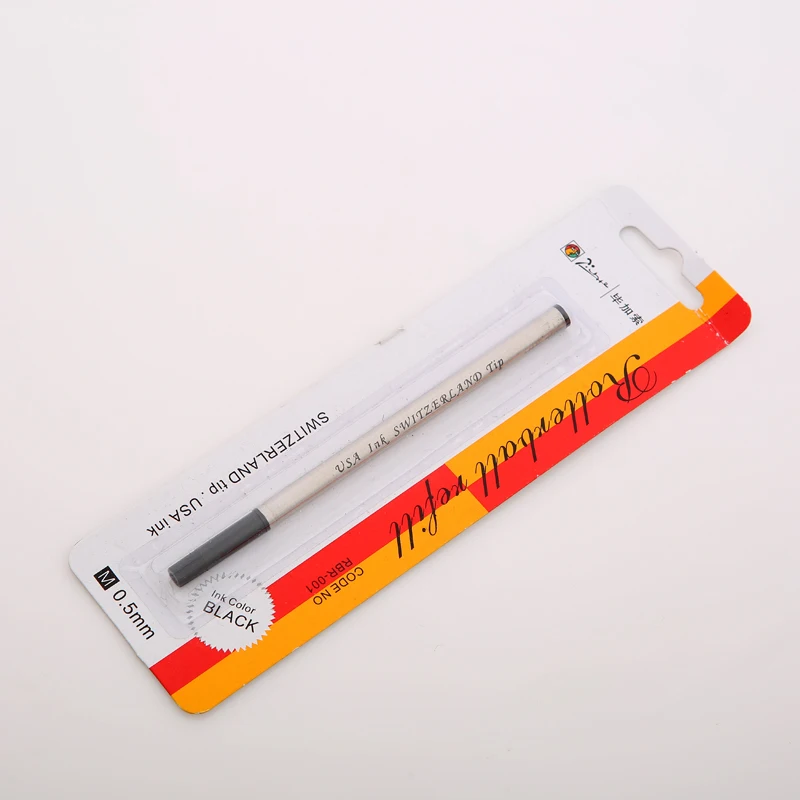 毕加索
Rollerball refill
USA Ink SWITZERLAND Tip
SWITZERLAND tip . USA ink
CODE NO
RBR-001
Ink Color
BLACK
M 0.5mm